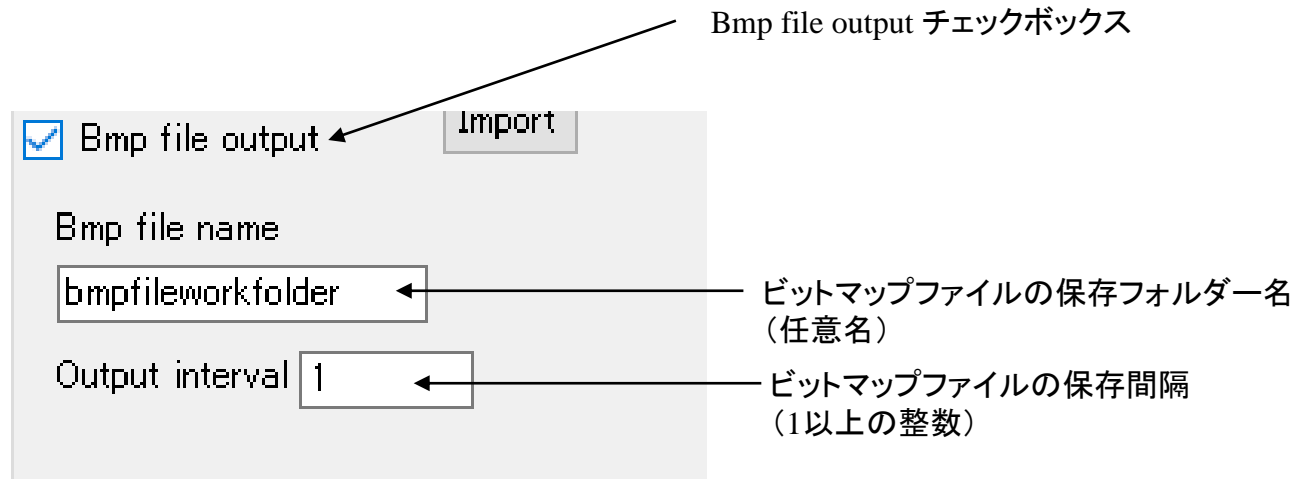 Bmp file output チェックボックス
Bmp file output
Import
Bmp file name
bmpfileworkfolder
ビットマップファイルの保存フォルダー名
（任意名）
Output interval 1
ビットマップファイルの保存間隔
（1以上の整数）